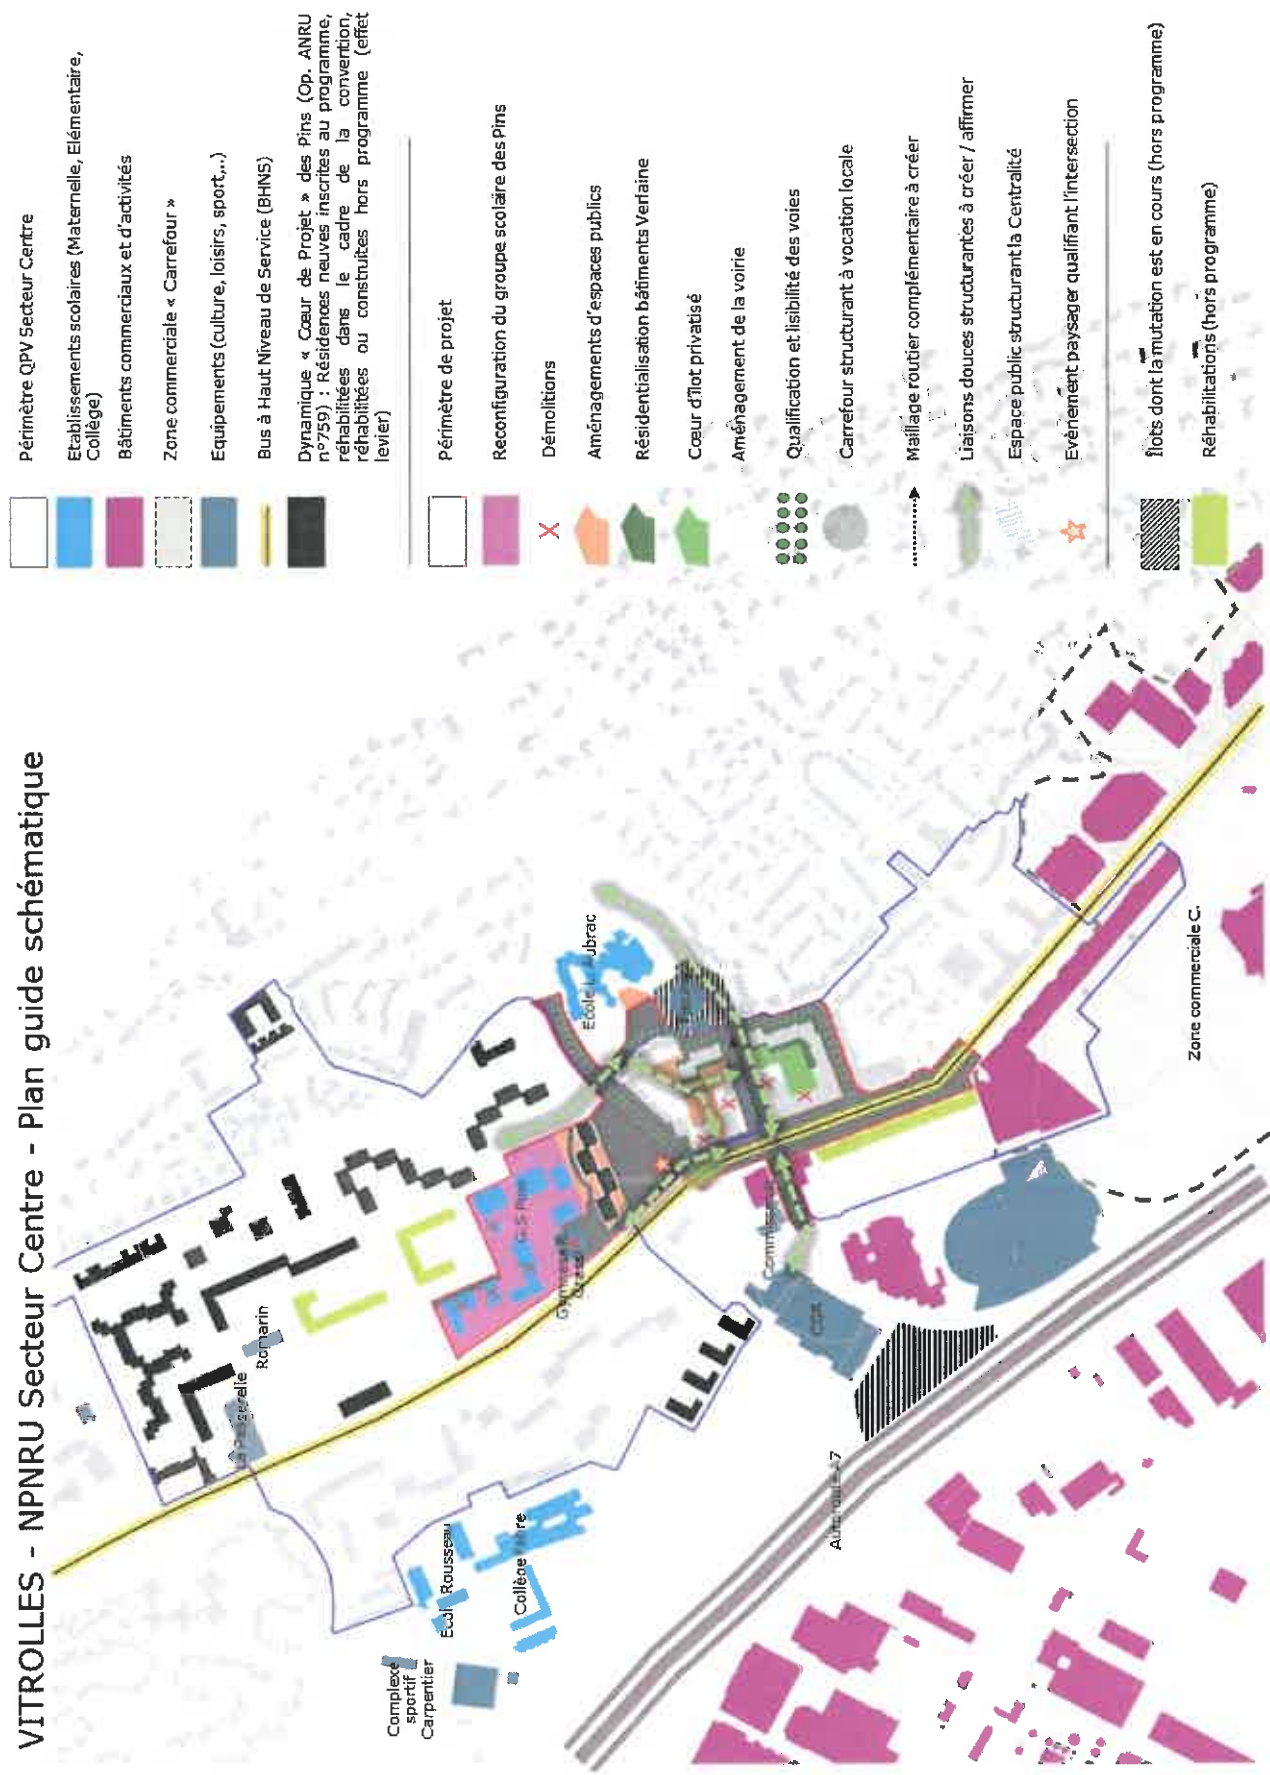 VITROLLES - NPNRU Secteur Centre - Plan guide schématique
Périmètre QPV Secteur Centre
Etablissements scolaires (Maternelle, Elémentaire,
Collège)
Bâtiments commerciaux et d'activités
Zone commerciale « Carrefour »
Equipements (culture, loisirs, sport,...)
Bus à Haut Niveau de Service (BHNS)
Dynamique « Cœur de Projet » des Pins (Op. ANRU
n°759) : Résidences neuves inscrites au programme,
réhabilitées dans le cadre de la convention,
réhabilitées ou construites hors programme (effet
levier)
Périmètre de projet
Reconfiguration du groupe scolaire des Pins
Démolitions
Aménagements d'espaces publics
Résidentialisation bâtiments Verlaine
Cœur d'îlot privatisé
Aménagement de la voirie
Qualification et lisibilité des voies
Carrefour structurant à vocation locale
Maillage routier complémentaire à créer
Liaisons douces structurantes à créer / affirmer
Espace public structurant la Centralité
Evènement paysager qualifiant l'intersection
Îlots dont la mutation est en cours (hors programme)
Réhabilitations (hors programme)
La Passerelle
Romarin
G.S Pins
Ecole L. Aubrac
Ecole Rousseau
Collège Fabre
Complexe
sportif
Carpentier
Zone commerciale C.